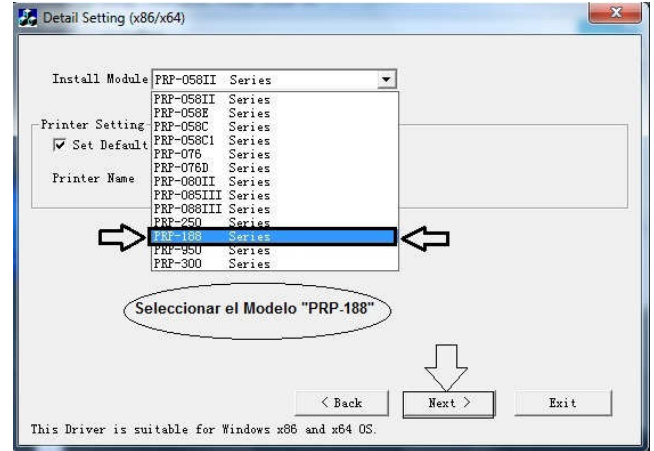 Detail Setting (x86/x64)
Install Module PRP-058II Series
PRP-058II Series
PRP-058E Series
PRP-058C Series
PRP-058C1 Series
PRP-076 Series
PRP-076D Series
PRP-080II Series
PRP-085III Series
PRP-088III Series
PRP-250 Series
PRP-188 Series
PRP-950 Series
PRP-300 Series
Printer Setting
Set Default
Printer Name
Seleccionar el Modelo "PRP-188"
< Back Next > Exit
This Driver is suitable for Windows x86 and x64 OS.